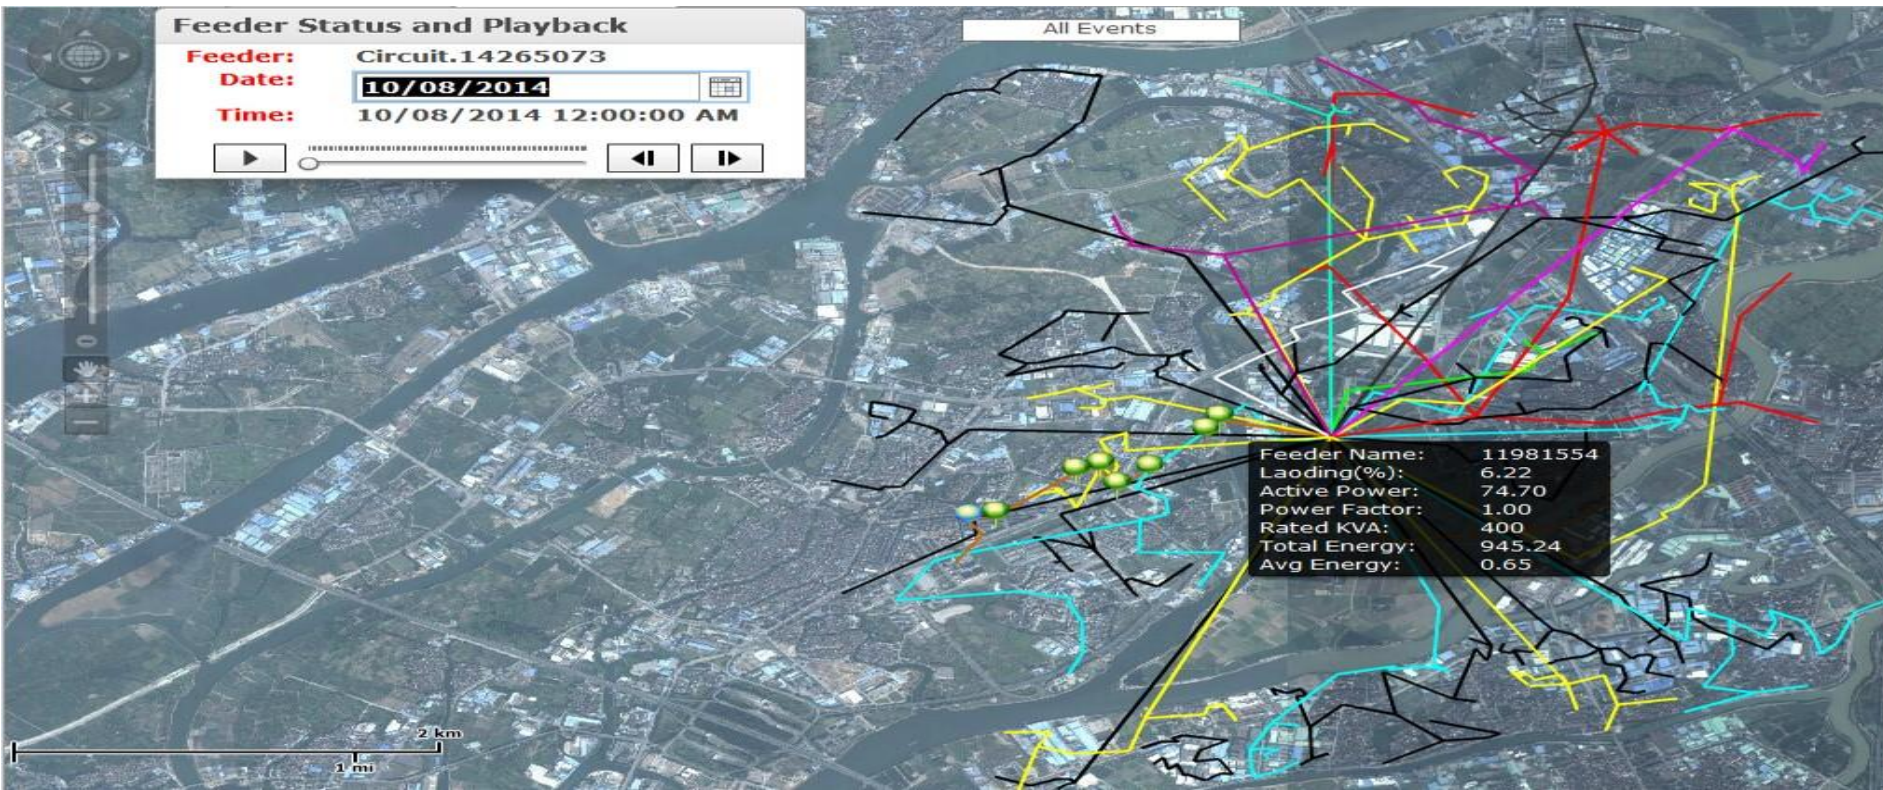 Feeder Status and Playback
Feeder: Circuit.14265073
Date: 10/08/2014
Time: 10/08/2014 12:00:00 AM
All Events
Feeder Name: 11981554
Laoding(%): 6.22
Active Power: 74.70
Power Factor: 1.00
Rated KVA: 400
Total Energy: 945.24
Avg Energy: 0.65
2 km
1 mi